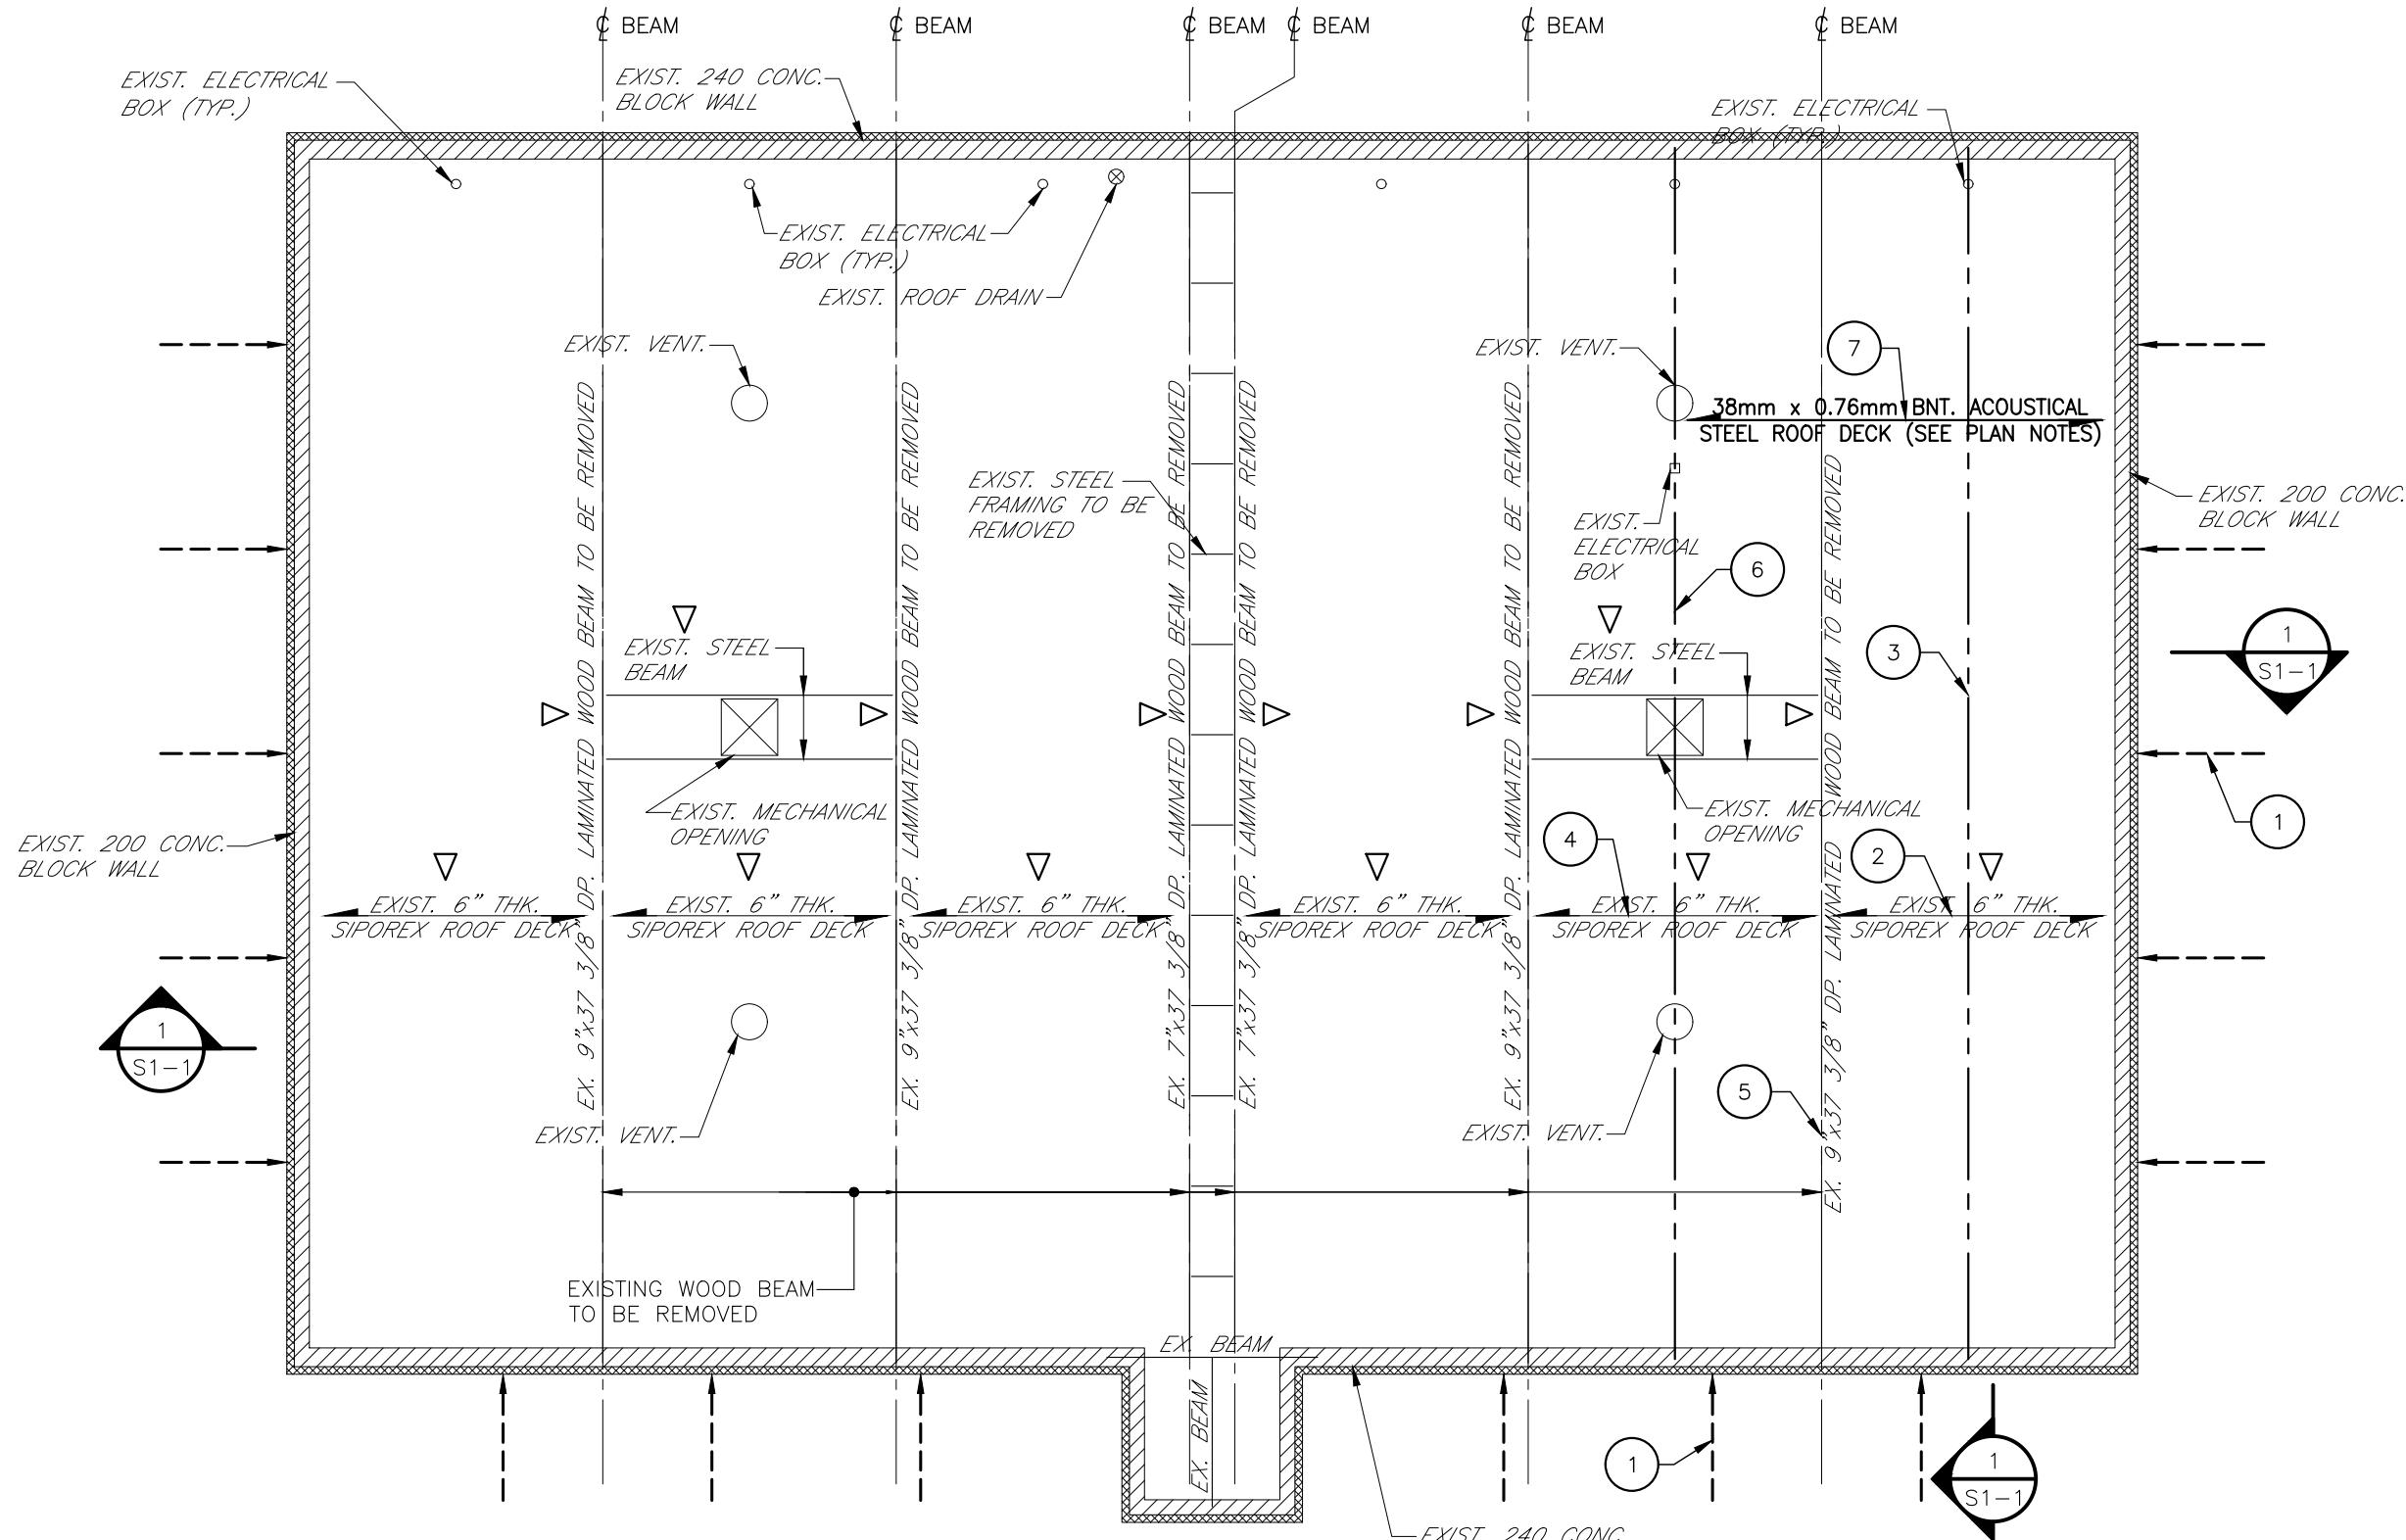 ℄ BEAM
℄ BEAM
℄ BEAM
℄ BEAM
℄ BEAM
℄ BEAM
EXIST. ELECTRICAL
BOX (TYP.)
EXIST. 240 CONC.
BLOCK WALL
EXIST. ELECTRICAL
BOX (TYP.)
EXIST. ELECTRICAL
BOX (TYP.)
EXIST. ROOF DRAIN
EXIST. VENT.
EXIST. VENT.
7
38mm x 0.76mm BNT. ACOUSTICAL
STEEL ROOF DECK (SEE PLAN NOTES)
EXIST. STEEL
FRAMING TO BE
REMOVED
EXIST. 200 CONC.
BLOCK WALL
EXIST.
ELECTRICAL
BOX
6
EXIST. STEEL
BEAM
EXIST. STEEL
BEAM
3
1
S1-1
EX. 9"x37 3/8" DP. LAMINATED WOOD BEAM TO BE REMOVED
EX. 9"x37 3/8" DP. LAMINATED WOOD BEAM TO BE REMOVED
EX. 7"x37 3/8" DP. LAMINATED WOOD BEAM TO BE REMOVED
EX. 7"x37 3/8" DP. LAMINATED WOOD BEAM TO BE REMOVED
EX. 9"x37 3/8" DP. LAMINATED WOOD BEAM TO BE REMOVED
EX. 9"x37 3/8" DP. LAMINATED WOOD BEAM TO BE REMOVED
EXIST. MECHANICAL
OPENING
EXIST. MECHANICAL
OPENING
1
EXIST. 200 CONC.
BLOCK WALL
4
2
EXIST. 6" THK.
SIPOREX ROOF DECK
EXIST. 6" THK.
SIPOREX ROOF DECK
EXIST. 6" THK.
SIPOREX ROOF DECK
EXIST. 6" THK.
SIPOREX ROOF DECK
EXIST. 6" THK.
SIPOREX ROOF DECK
EXIST. 6" THK.
SIPOREX ROOF DECK
1
S1-1
5
EXIST. VENT.
EXIST. VENT.
EXISTING WOOD BEAM
TO BE REMOVED
EX. BEAM
EX. BEAM
1
1
S1-1
EXIST. 240 CONC.